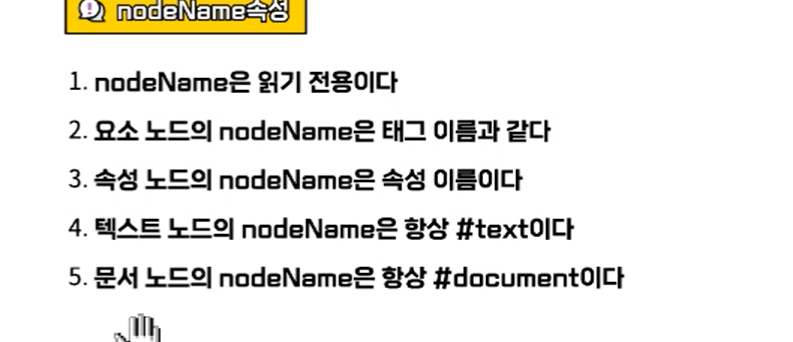 nodeName속성
1. nodeName은 읽기 전용이다
2. 요소 노드의 nodeName은 태그 이름과 같다
3. 속성 노드의 nodeName은 속성 이름이다
4. 텍스트 노드의 nodeName은 항상 #text이다
5. 문서 노드의 nodeName은 항상 #document이다